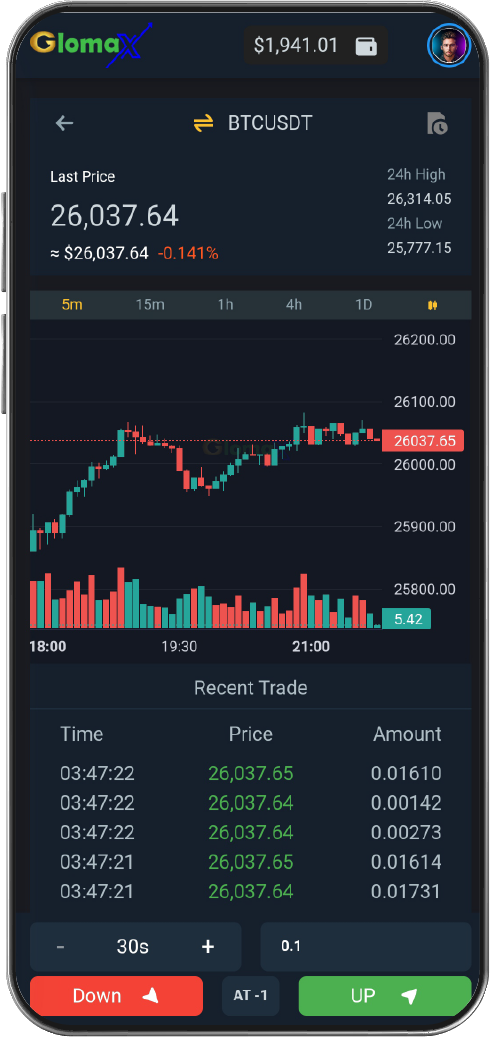 GlomaX
$1,941.01
BTCUSDT
Last Price
26,037.64
≈ $26,037.64 -0.141%
24h High
26,314.05
24h Low
25,777.15
5m 15m 1h 4h 1D
26200.00
26100.00
26037.65
26000.00
25900.00
25800.00
5.42
18:00 19:30 21:00
Recent Trade
Time Price Amount
03:47:22 26,037.65 0.01610
03:47:22 26,037.64 0.00142
03:47:22 26,037.64 0.00273
03:47:21 26,037.65 0.01614
03:47:21 26,037.64 0.01731
- 30s + 0.1
Down AT -1 UP